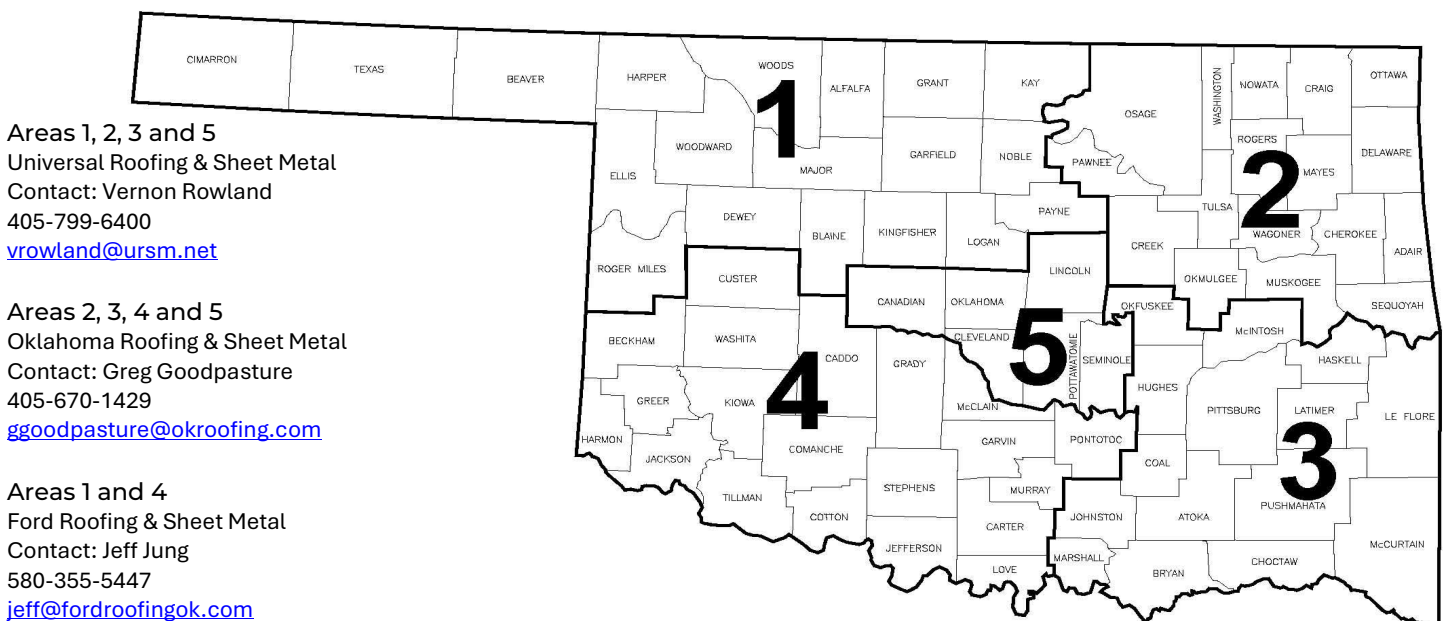 Areas 1, 2, 3 and 5
Universal Roofing & Sheet Metal
Contact: Vernon Rowland
405-799-6400
vrowland@ursm.net
Areas 2, 3, 4 and 5
Oklahoma Roofing & Sheet Metal
Contact: Greg Goodpasture
405-670-1429
ggoodpasture@okroofing.com
Areas 1 and 4
Ford Roofing & Sheet Metal
Contact: Jeff Jung
580-355-5447
jeff@fordroofingok.com
CIMARRON
TEXAS
BEAVER
HARPER
WOODS
1
ALFALFA
GRANT
KAY
WOODWARD
MAJOR
GARFIELD
NOBLE
ELLIS
DEWEY
BLAINE
KINGFISHER
LOGAN
PAYNE
ROGER MILES
OSAGE
WASHINGTON
NOWATA
CRAIG
OTTAWA
PAWNEE
ROGERS
2
MAYES
DELAWARE
TULSA
CREEK
WAGONER
CHEROKEE
ADAIR
OKMULGEE
MUSKOGEE
SEQUOYAH
CUSTER
BECKHAM
WASHITA
CADDO
GRADY
4
GREER
KIOWA
HARMON
JACKSON
COMANCHE
TILLMAN
COTTON
McCLAIN
GARVIN
PONTOTOC
STEPHENS
MURRAY
CARTER
JEFFERSON
LOVE
CANADIAN
OKLAHOMA
LINCOLN
CLEVELAND
5
POTTAWATOMIE
SEMINOLE
OKFUSKEE
McINTOSH
HASKELL
HUGHES
PITTSBURG
LATIMER
LE FLORE
3
COAL
PUSHMAHATA
JOHNSTON
ATOKA
McCURTAIN
MARSHALL
BRYAN
CHOCTAW